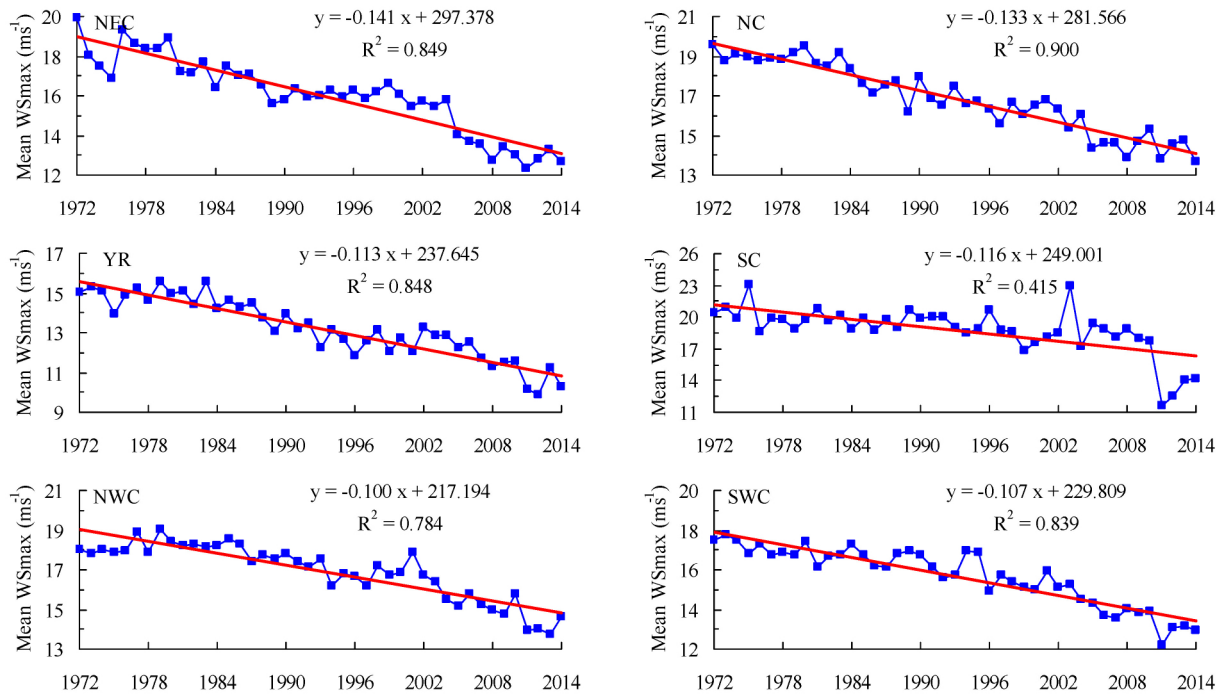 Mean WSmax (ms-1)
20
18
16
14
12
NEC
y = -0.141 x + 297.378
R2 = 0.849
1972 1978 1984 1990 1996 2002 2008 2014
Mean WSmax (ms-1)
21
20
19
17
16
14
13
NC
y = -0.133 x + 281.566
R2 = 0.900
1972 1978 1984 1990 1996 2002 2008 2014
Mean WSmax (ms-1)
17
15
13
11
9
YR
y = -0.113 x + 237.645
R2 = 0.848
1972 1978 1984 1990 1996 2002 2008 2014
Mean WSmax (ms-1)
26
23
20
17
14
11
SC
y = -0.116 x + 249.001
R2 = 0.415
1972 1978 1984 1990 1996 2002 2008 2014
Mean WSmax (ms-1)
21
19
17
15
13
NWC
y = -0.100 x + 217.194
R2 = 0.784
1972 1978 1984 1990 1996 2002 2008 2014
Mean WSmax (ms-1)
20
18
16
14
12
SWC
y = -0.107 x + 229.809
R2 = 0.839
1972 1978 1984 1990 1996 2002 2008 2014